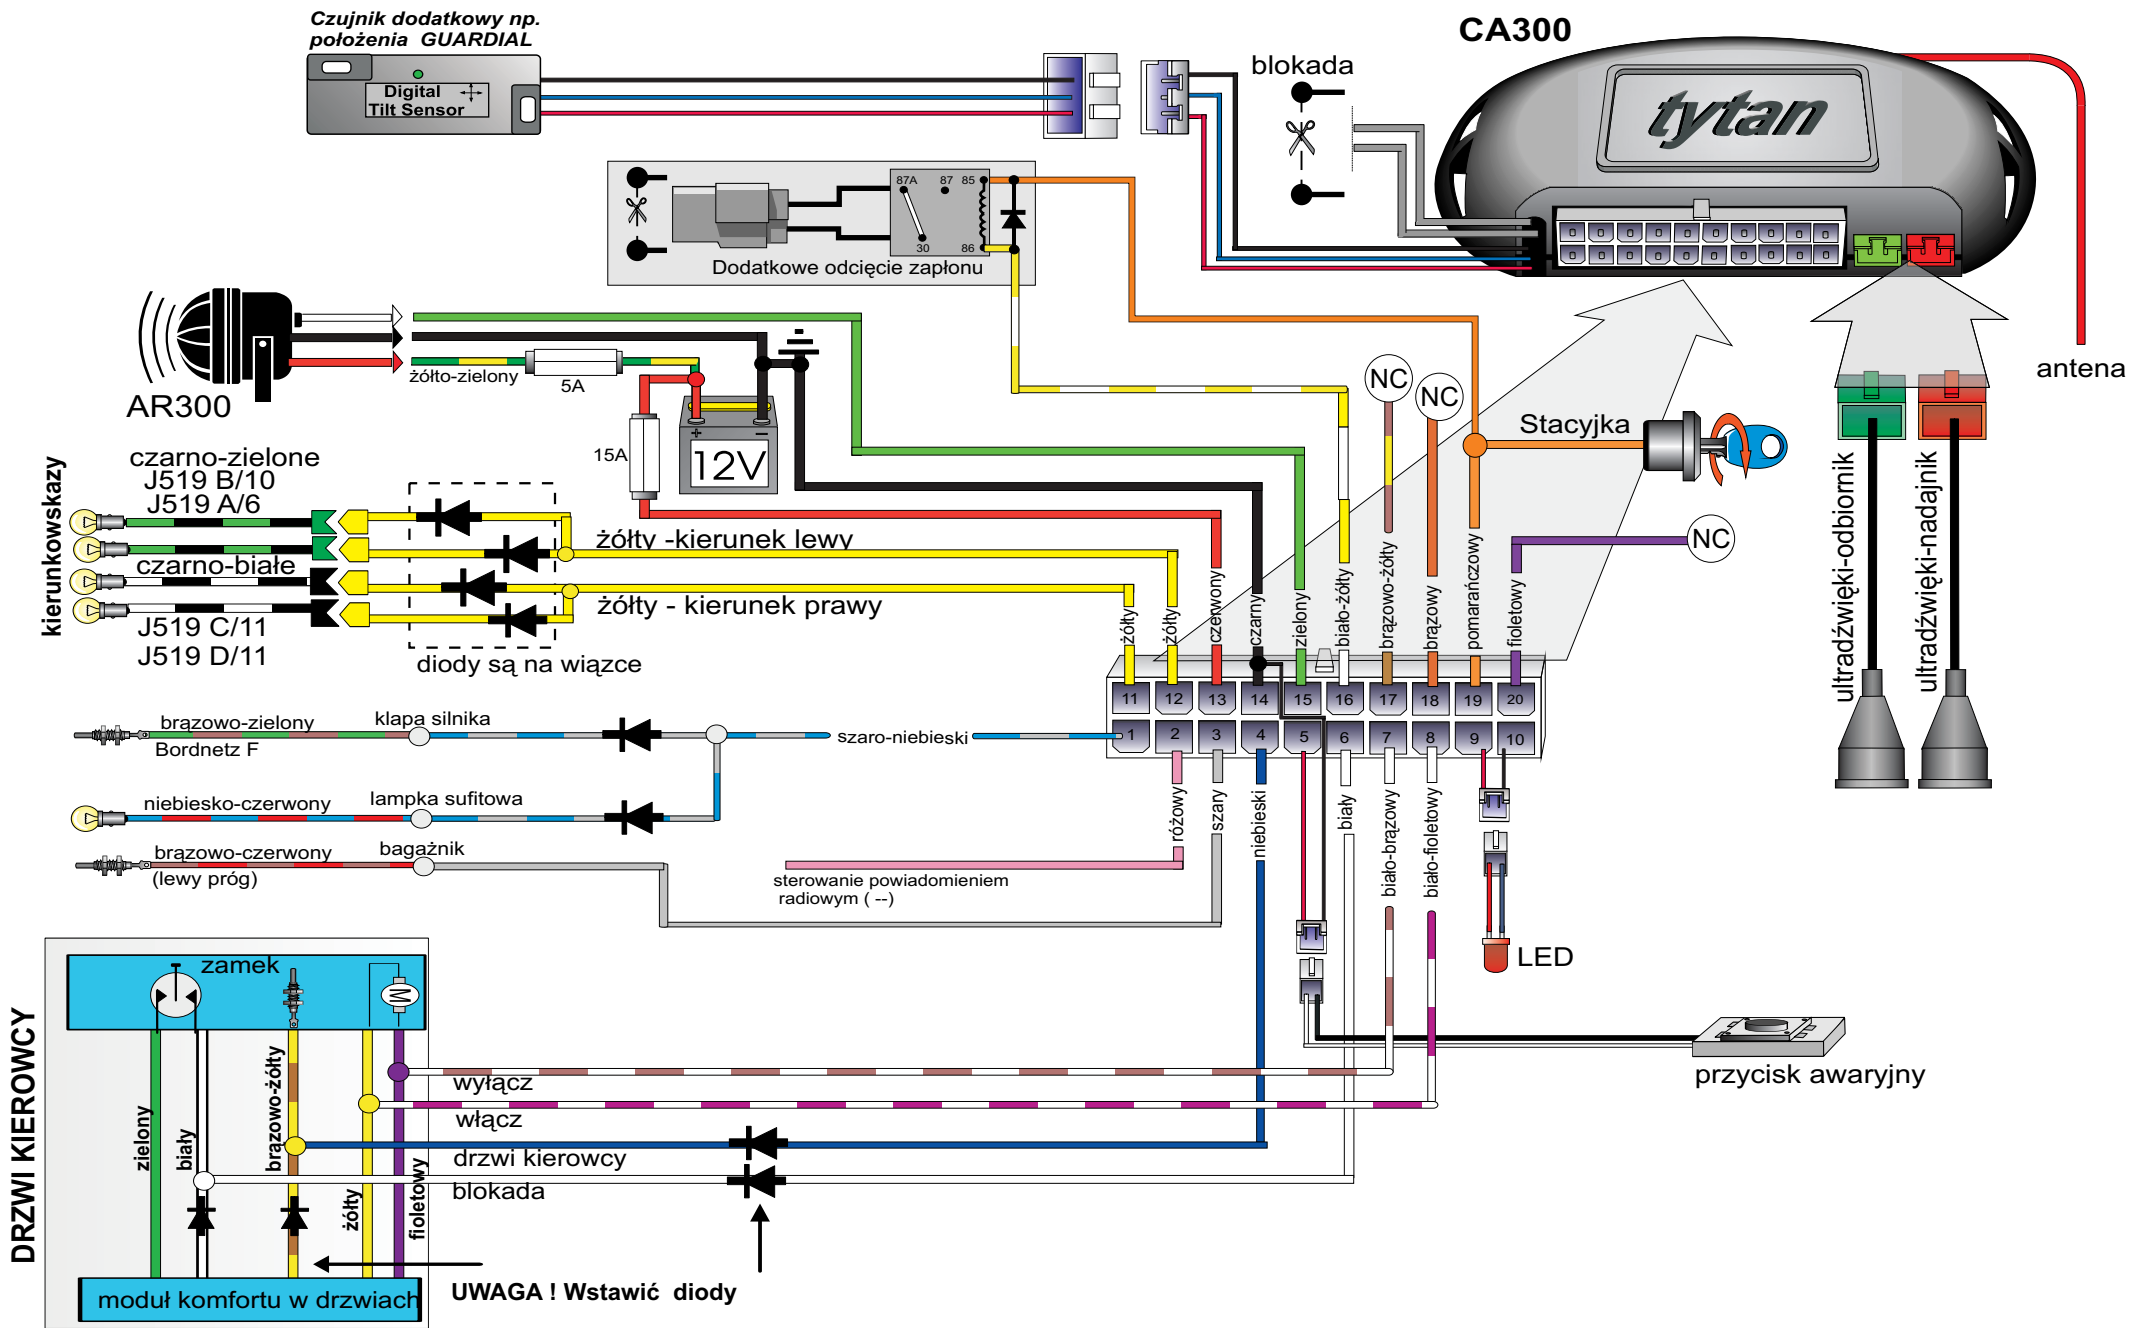 Czujnik dodatkowy np.
położenia GUARDIAL
Digital
Tilt Sensor
CA300
blokada
tytan
87A 87 85
30 86
Dodatkowe odcięcie zapłonu
antena
AR300
żółto-zielony
5A
15A
+ −
12V
NC
NC
Stacyjka
NC
kierunkowskazy
czarno-zielone
J519 B/10
J519 A/6
czarno-białe
J519 C/11
J519 D/11
żółty -kierunek lewy
żółty - kierunek prawy
diody są na wiązce
żółty
żółty
czerwony
czarny
zielony
biało-żółty
brązowo-żółty
brązowy
pomarańczowy
fioletowy
ultradźwięki-odbiornik
ultradźwięki-nadajnik
11 12 13 14 15 16 17 18 19 20
1 2 3 4 5 6 7 8 9 10
brązowo-zielony
Bordnetz F
klapa silnika
szaro-niebieski
niebiesko-czerwony
lampka sufitowa
brązowo-czerwony
(lewy próg)
bagażnik
różowy
szary
niebieski
biały
biało-brązowy
biało-fioletowy
sterowanie powiadomieniem
radiowym ( --)
LED
przycisk awaryjny
DRZWI KIEROWCY
zamek
M
zielony
biały
brązowo-żółty
żółty
fioletowy
wyłącz
włącz
drzwi kierowcy
blokada
moduł komfortu w drzwiach
UWAGA ! Wstawić diody